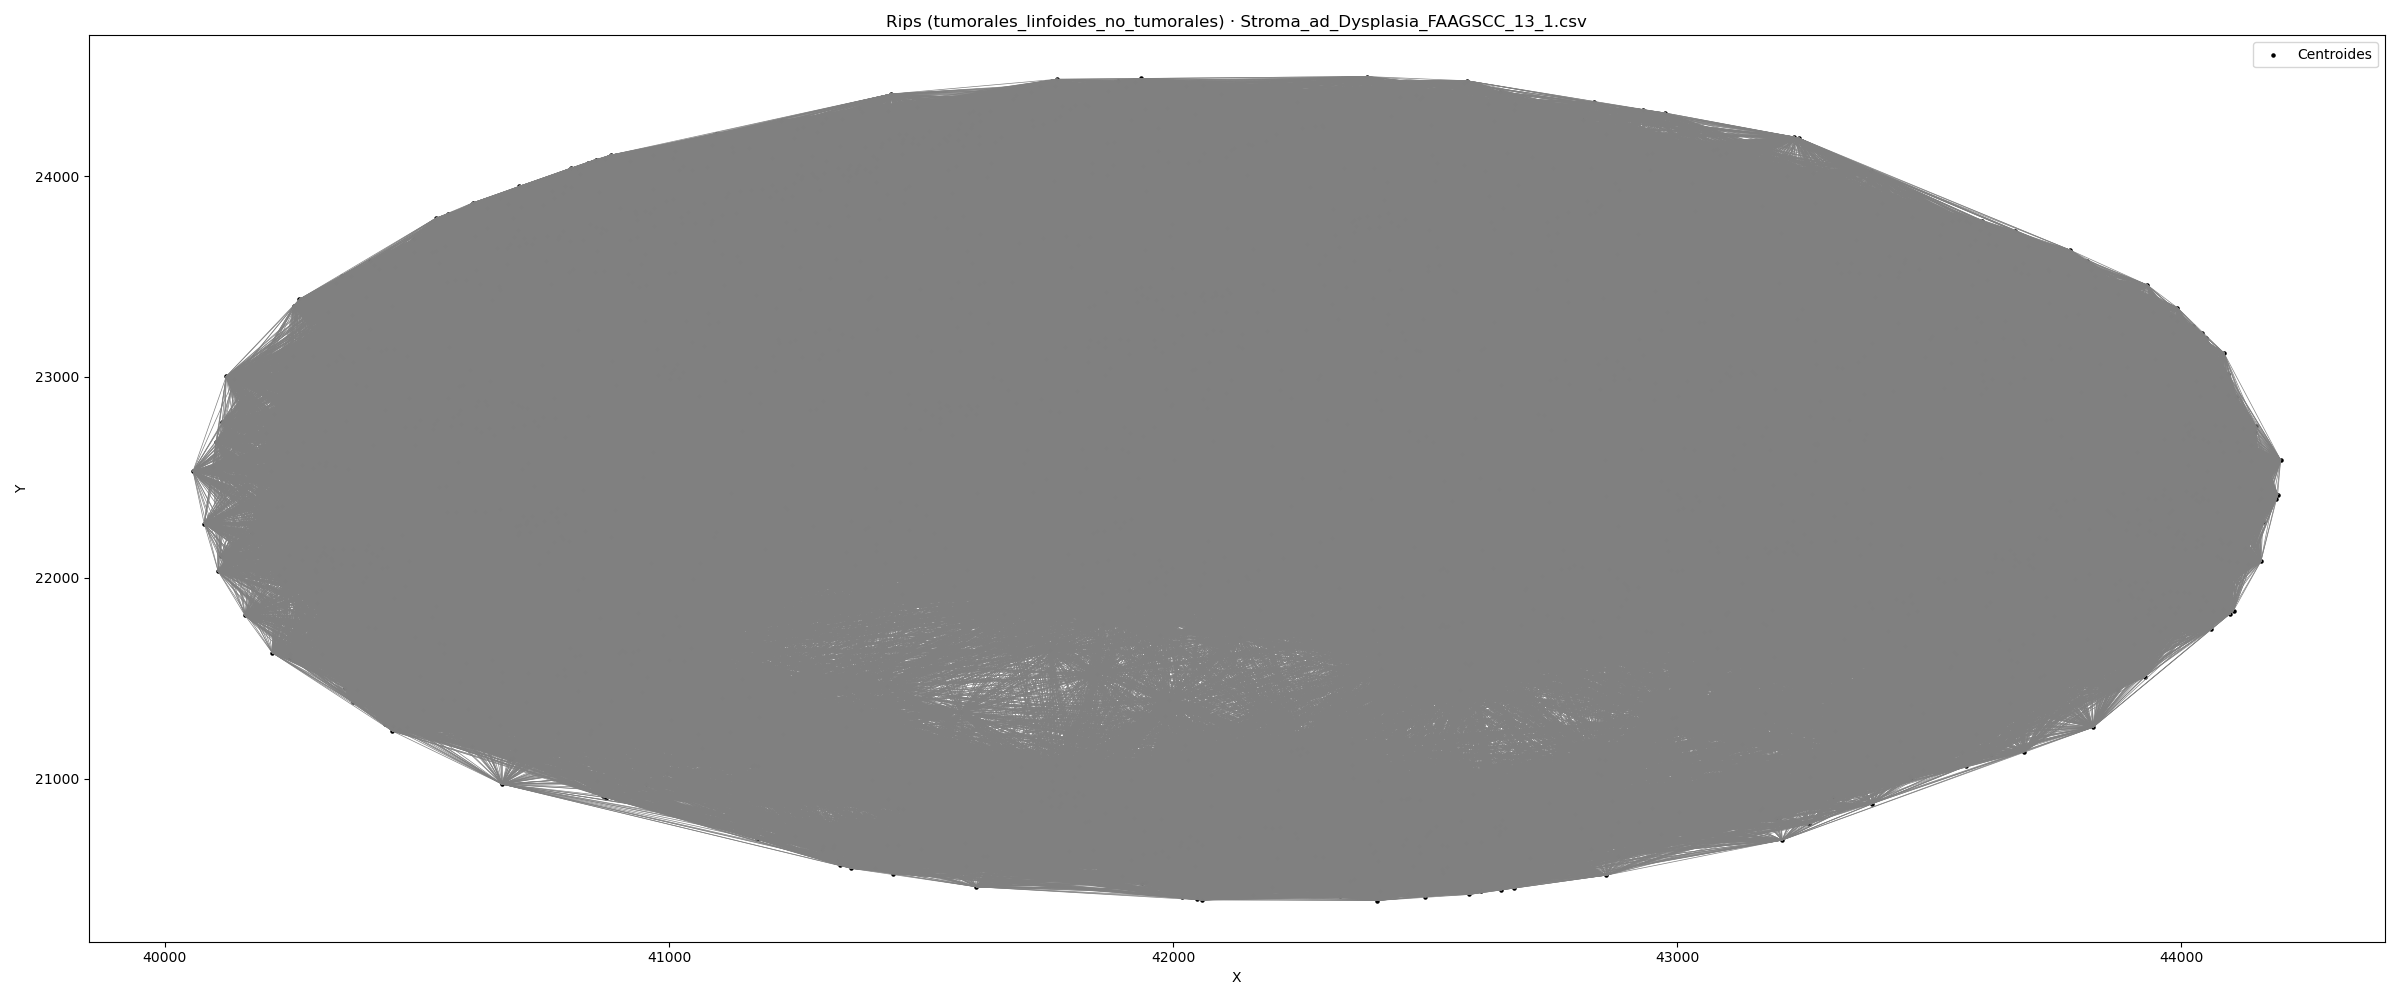 Rips (tumorales_linfoides_no_tumorales) · Stroma_ad_Dysplasia_FAAGSCC_13_1.csv
Centroides
24000
23000
22000
21000
Y
40000 41000 42000 43000 44000
X